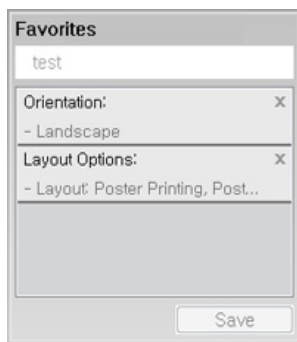 Favorites
test
Orientation: x
- Landscape
Layout Options: x
- Layout: Poster Printing, Post...
Save